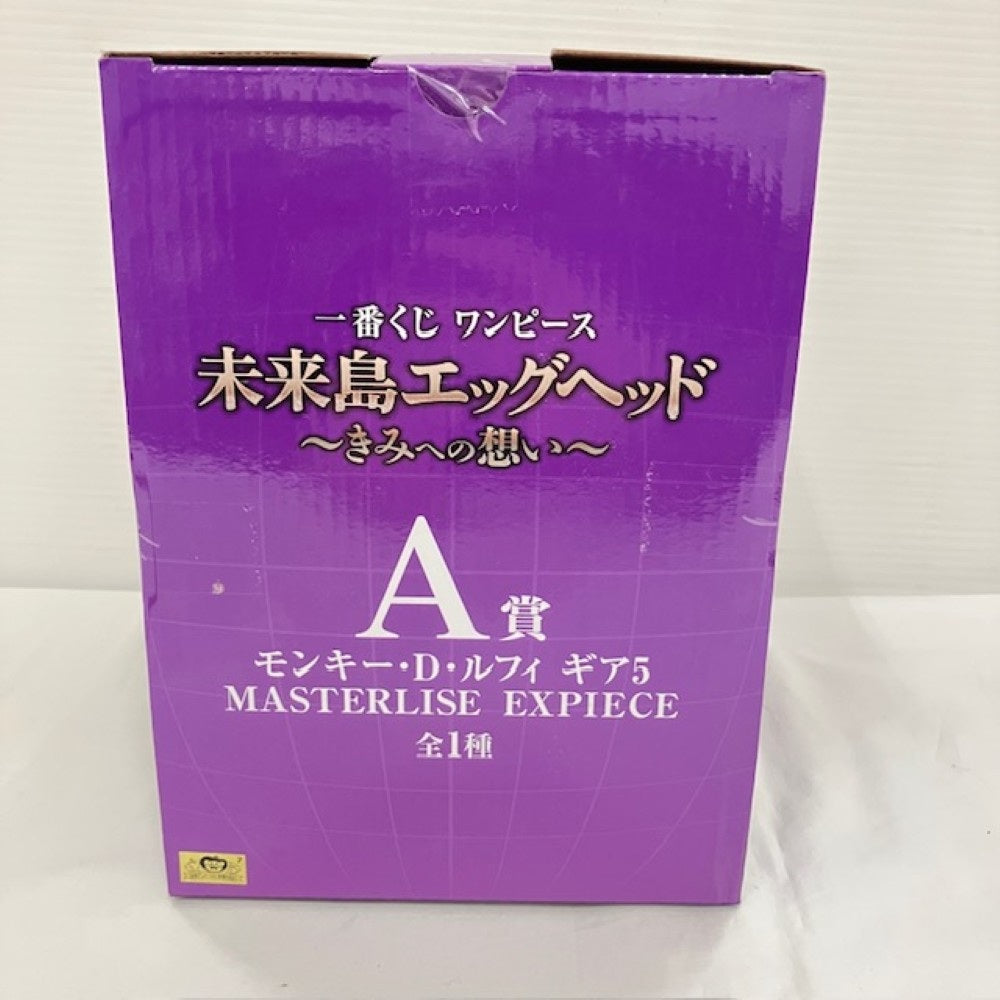 一番くじ ワンピース
未来島エッグヘッド
～きみへの想い～
A賞
モンキー・D・ルフィ ギア5
MASTERLISE EXPIECE
全1種